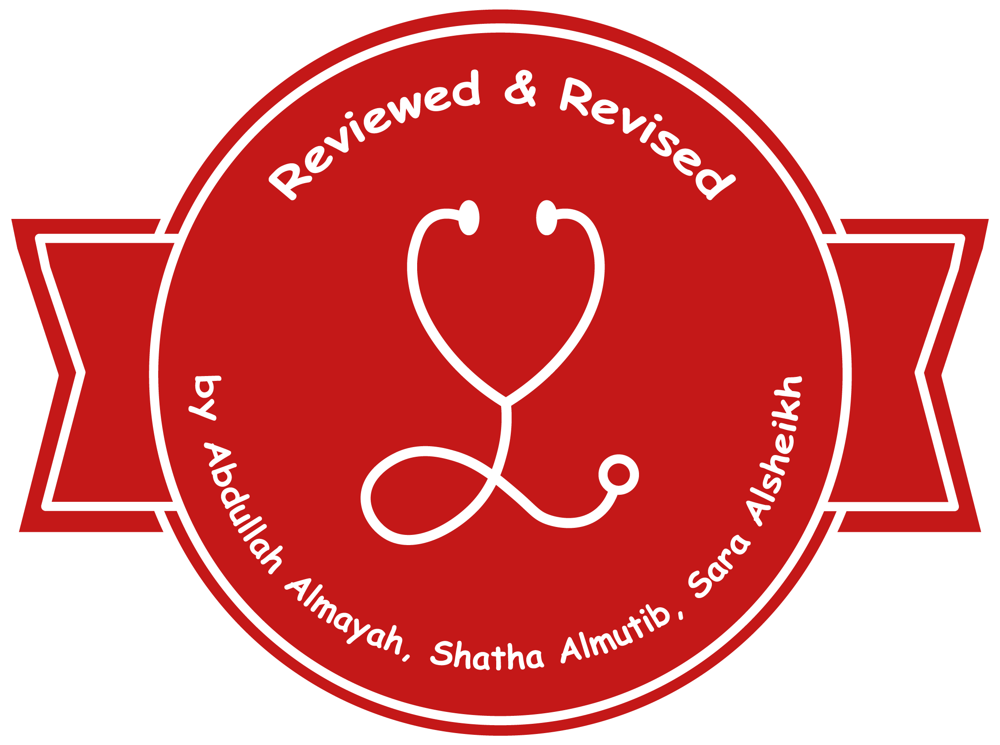 Reviewed & Revised
by Abdullah Almayah, Shatha Almutib, Sara Alsheikh